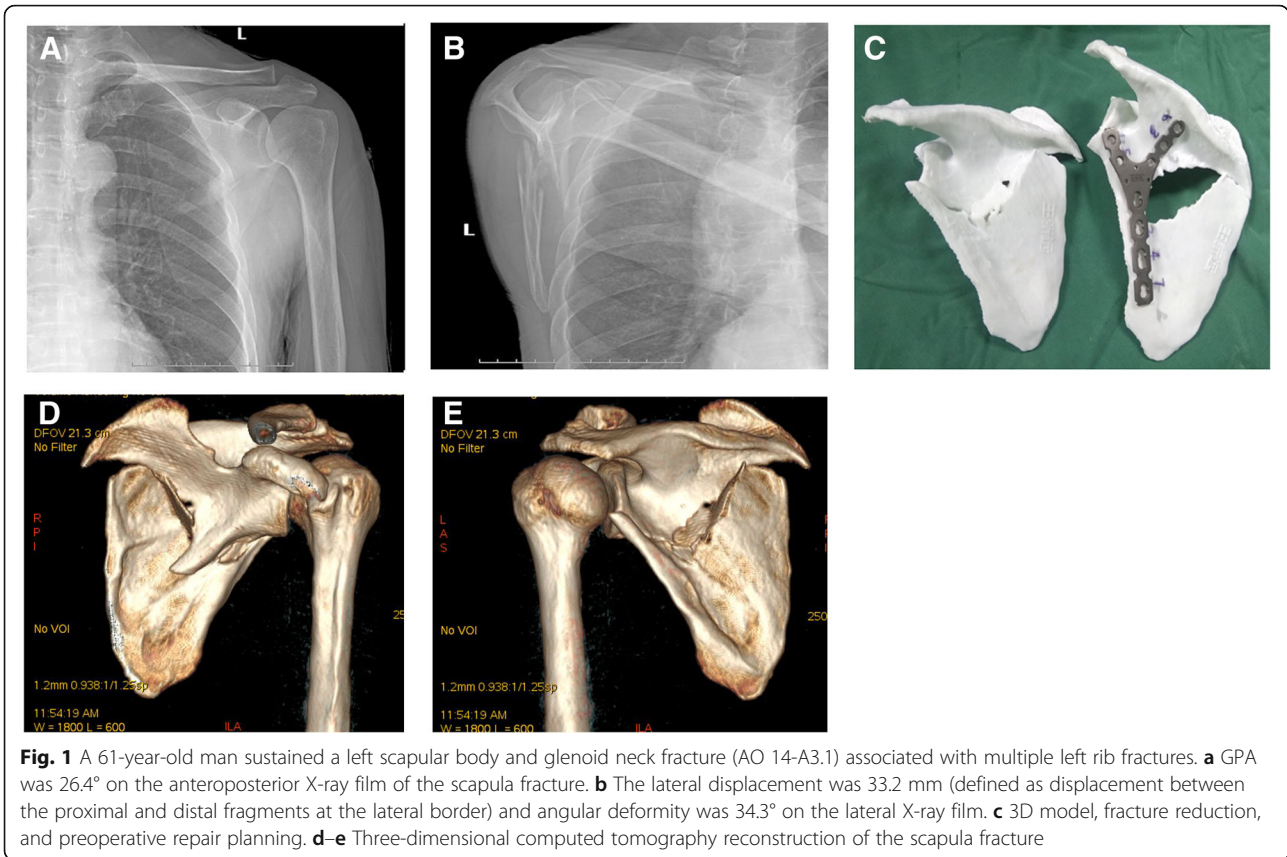 A
L
B
L
C
D
DFOV 21.3 cm
No Filter
R
P
I
No VOI
1.2mm 0.938:1/1.25sp
11:54:19 AM
W = 1800 L = 600
ILA
25
E
DFOV 21.3 cm
No Filter
L
A
S
250
No VOI
1.2mm 0.938:1/1.25sp
11:54:19 AM
W = 1800 L = 600
ILA
Fig. 1 A 61-year-old man sustained a left scapular body and glenoid neck fracture (AO 14-A3.1) associated with multiple left rib fractures. a GPA
was 26.4° on the anteroposterior X-ray film of the scapula fracture. b The lateral displacement was 33.2 mm (defined as displacement between
the proximal and distal fragments at the lateral border) and angular deformity was 34.3° on the lateral X-ray film. c 3D model, fracture reduction,
and preoperative repair planning. d–e Three-dimensional computed tomography reconstruction of the scapula fracture